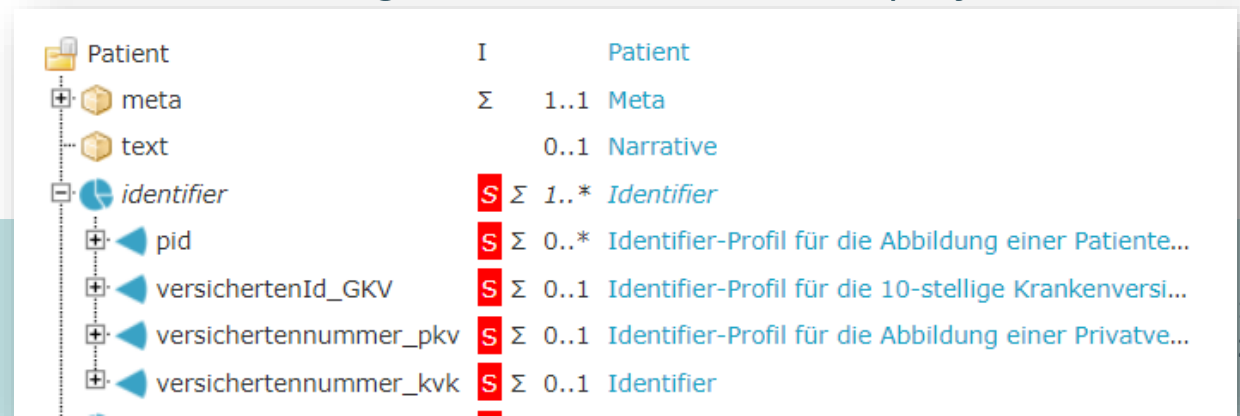 Patient I Patient
meta Σ 1..1 Meta
text 0..1 Narrative
identifier S Σ 1..* Identifier
pid S Σ 0..* Identifier-Profil für die Abbildung einer Patiente...
versichertenId_GKV S Σ 0..1 Identifier-Profil für die 10-stellige Krankenversi...
versichertennummer_pkv S Σ 0..1 Identifier-Profil für die Abbildung einer Privatve...
versichertennummer_kvk S Σ 0..1 Identifier